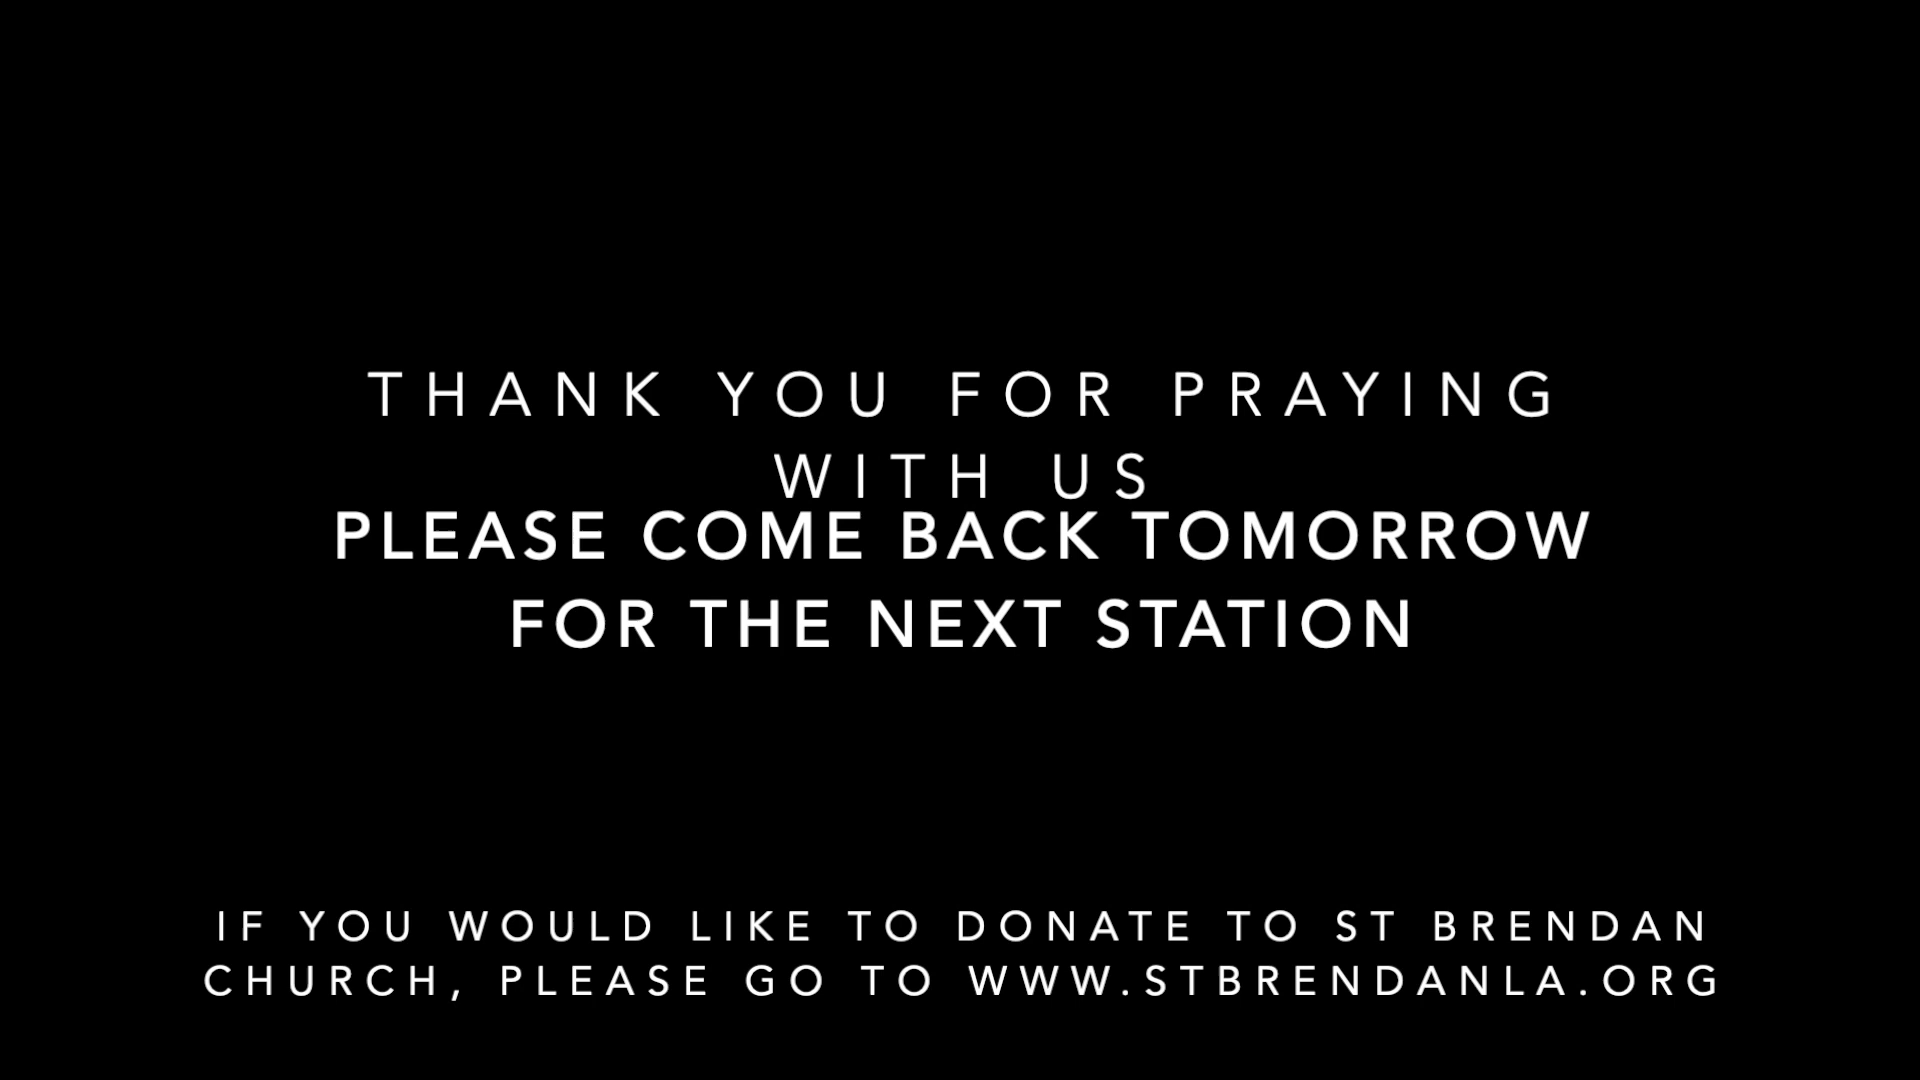 THANK YOU FOR PRAYING
WITH US
PLEASE COME BACK TOMORROW
FOR THE NEXT STATION
IF YOU WOULD LIKE TO DONATE TO ST BRENDAN
CHURCH, PLEASE GO TO WWW.STBRENDANLA.ORG